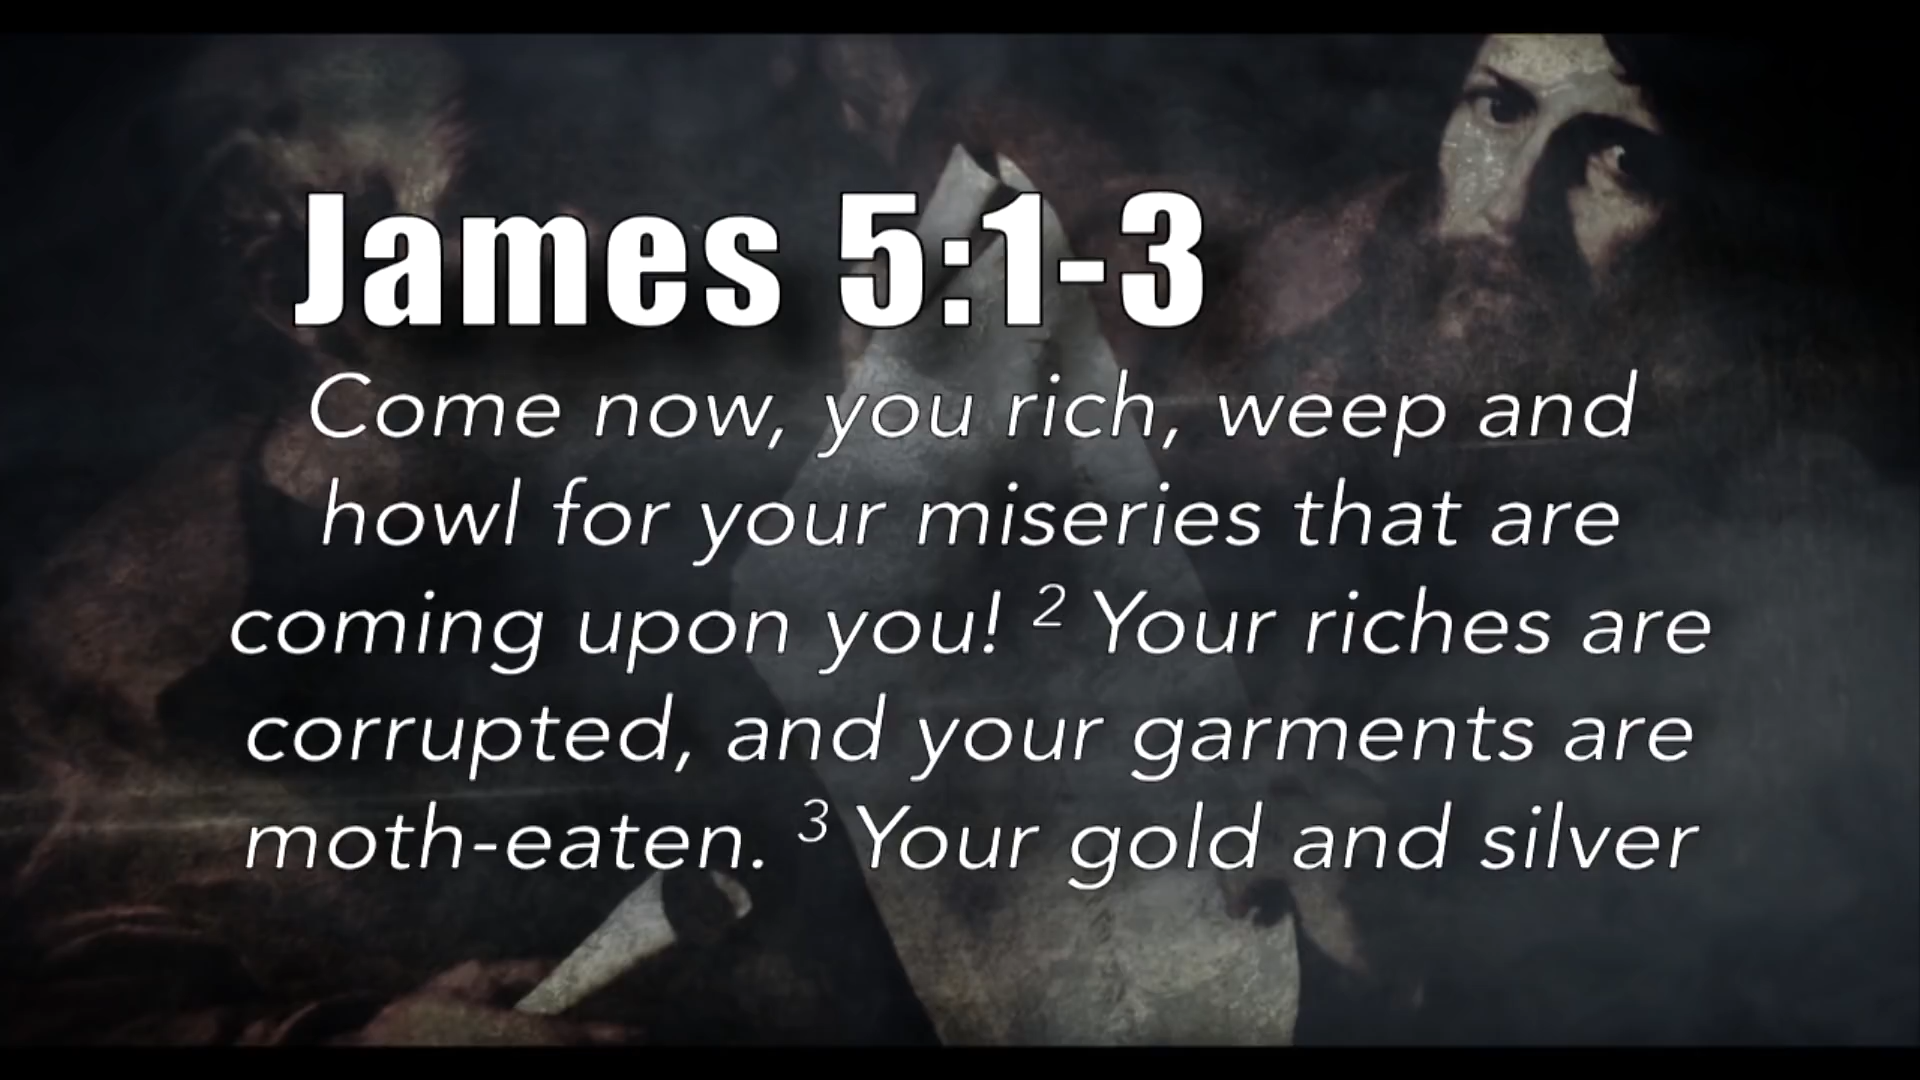 James 5:1-3
Come now, you rich, weep and
howl for your miseries that are
coming upon you! 2 Your riches are
corrupted, and your garments are
moth-eaten. 3 Your gold and silver